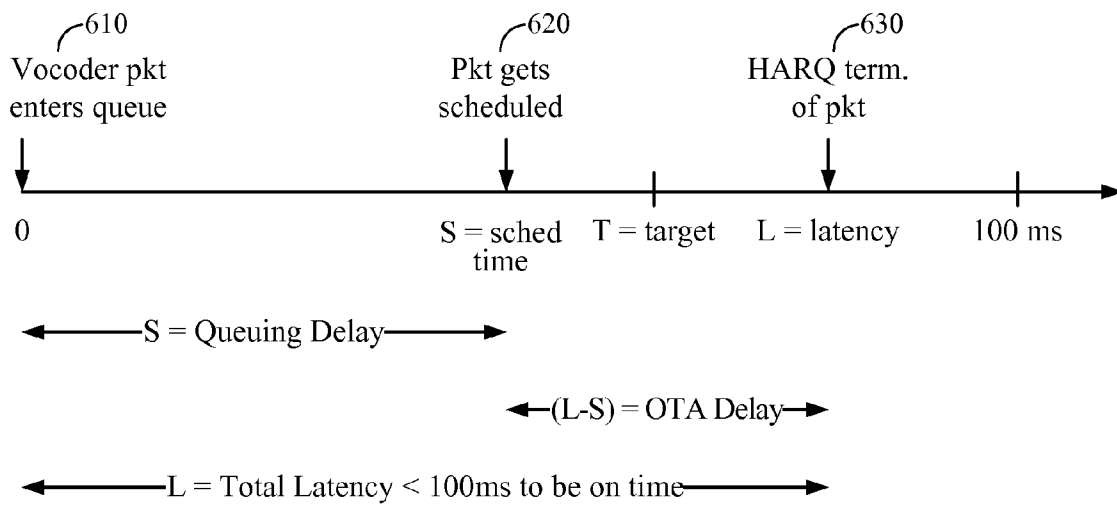 610
Vocoder pkt
enters queue
620
Pkt gets
scheduled
630
HARQ term.
of pkt
0
S = sched
time
T = target
L = latency
100 ms
S = Queuing Delay
(L-S) = OTA Delay
L = Total Latency < 100ms to be on time